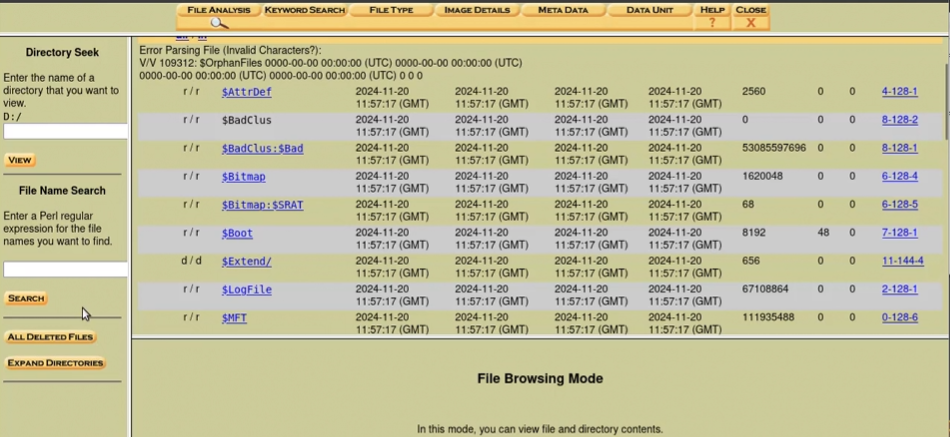 FILE ANALYSIS KEYWORD SEARCH FILE TYPE IMAGE DETAILS META DATA DATA UNIT HELP CLOSE
? X
Directory Seek
Enter the name of a
directory that you want to
view.
D:/
VIEW
File Name Search
Enter a Perl regular
expression for the file
names you want to find.
SEARCH
ALL DELETED FILES
EXPAND DIRECTORIES
Error Parsing File (Invalid Characters?):
V/V 109312: $OrphanFiles 0000-00-00 00:00:00 (UTC) 0000-00-00 00:00:00 (UTC)
0000-00-00 00:00:00 (UTC) 0000-00-00 00:00:00 (UTC) 0 0 0
r / r $AttrDef 2024-11-20 2024-11-20 2024-11-20 2024-11-20 2560 0 0 4-128-1
11:57:17 (GMT) 11:57:17 (GMT) 11:57:17 (GMT) 11:57:17 (GMT)
r / r $BadClus 2024-11-20 2024-11-20 2024-11-20 2024-11-20 0 0 0 8-128-2
11:57:17 (GMT) 11:57:17 (GMT) 11:57:17 (GMT) 11:57:17 (GMT)
r / r $BadClus:$Bad 2024-11-20 2024-11-20 2024-11-20 2024-11-20 53085597696 0 0 8-128-1
11:57:17 (GMT) 11:57:17 (GMT) 11:57:17 (GMT) 11:57:17 (GMT)
r / r $Bitmap 2024-11-20 2024-11-20 2024-11-20 2024-11-20 1620048 0 0 6-128-4
11:57:17 (GMT) 11:57:17 (GMT) 11:57:17 (GMT) 11:57:17 (GMT)
r / r $Bitmap:$SRAT 2024-11-20 2024-11-20 2024-11-20 2024-11-20 68 0 0 6-128-5
11:57:17 (GMT) 11:57:17 (GMT) 11:57:17 (GMT) 11:57:17 (GMT)
r / r $Boot 2024-11-20 2024-11-20 2024-11-20 2024-11-20 8192 48 0 7-128-1
11:57:17 (GMT) 11:57:17 (GMT) 11:57:17 (GMT) 11:57:17 (GMT)
d / d $Extend/ 2024-11-20 2024-11-20 2024-11-20 2024-11-20 656 0 0 11-144-4
11:57:17 (GMT) 11:57:17 (GMT) 11:57:17 (GMT) 11:57:17 (GMT)
r / r $LogFile 2024-11-20 2024-11-20 2024-11-20 2024-11-20 67108864 0 0 2-128-1
11:57:17 (GMT) 11:57:17 (GMT) 11:57:17 (GMT) 11:57:17 (GMT)
r / r $MFT 2024-11-20 2024-11-20 2024-11-20 2024-11-20 111935488 0 0 0-128-6
11:57:17 (GMT) 11:57:17 (GMT) 11:57:17 (GMT) 11:57:17 (GMT)
File Browsing Mode
In this mode, you can view file and directory contents.